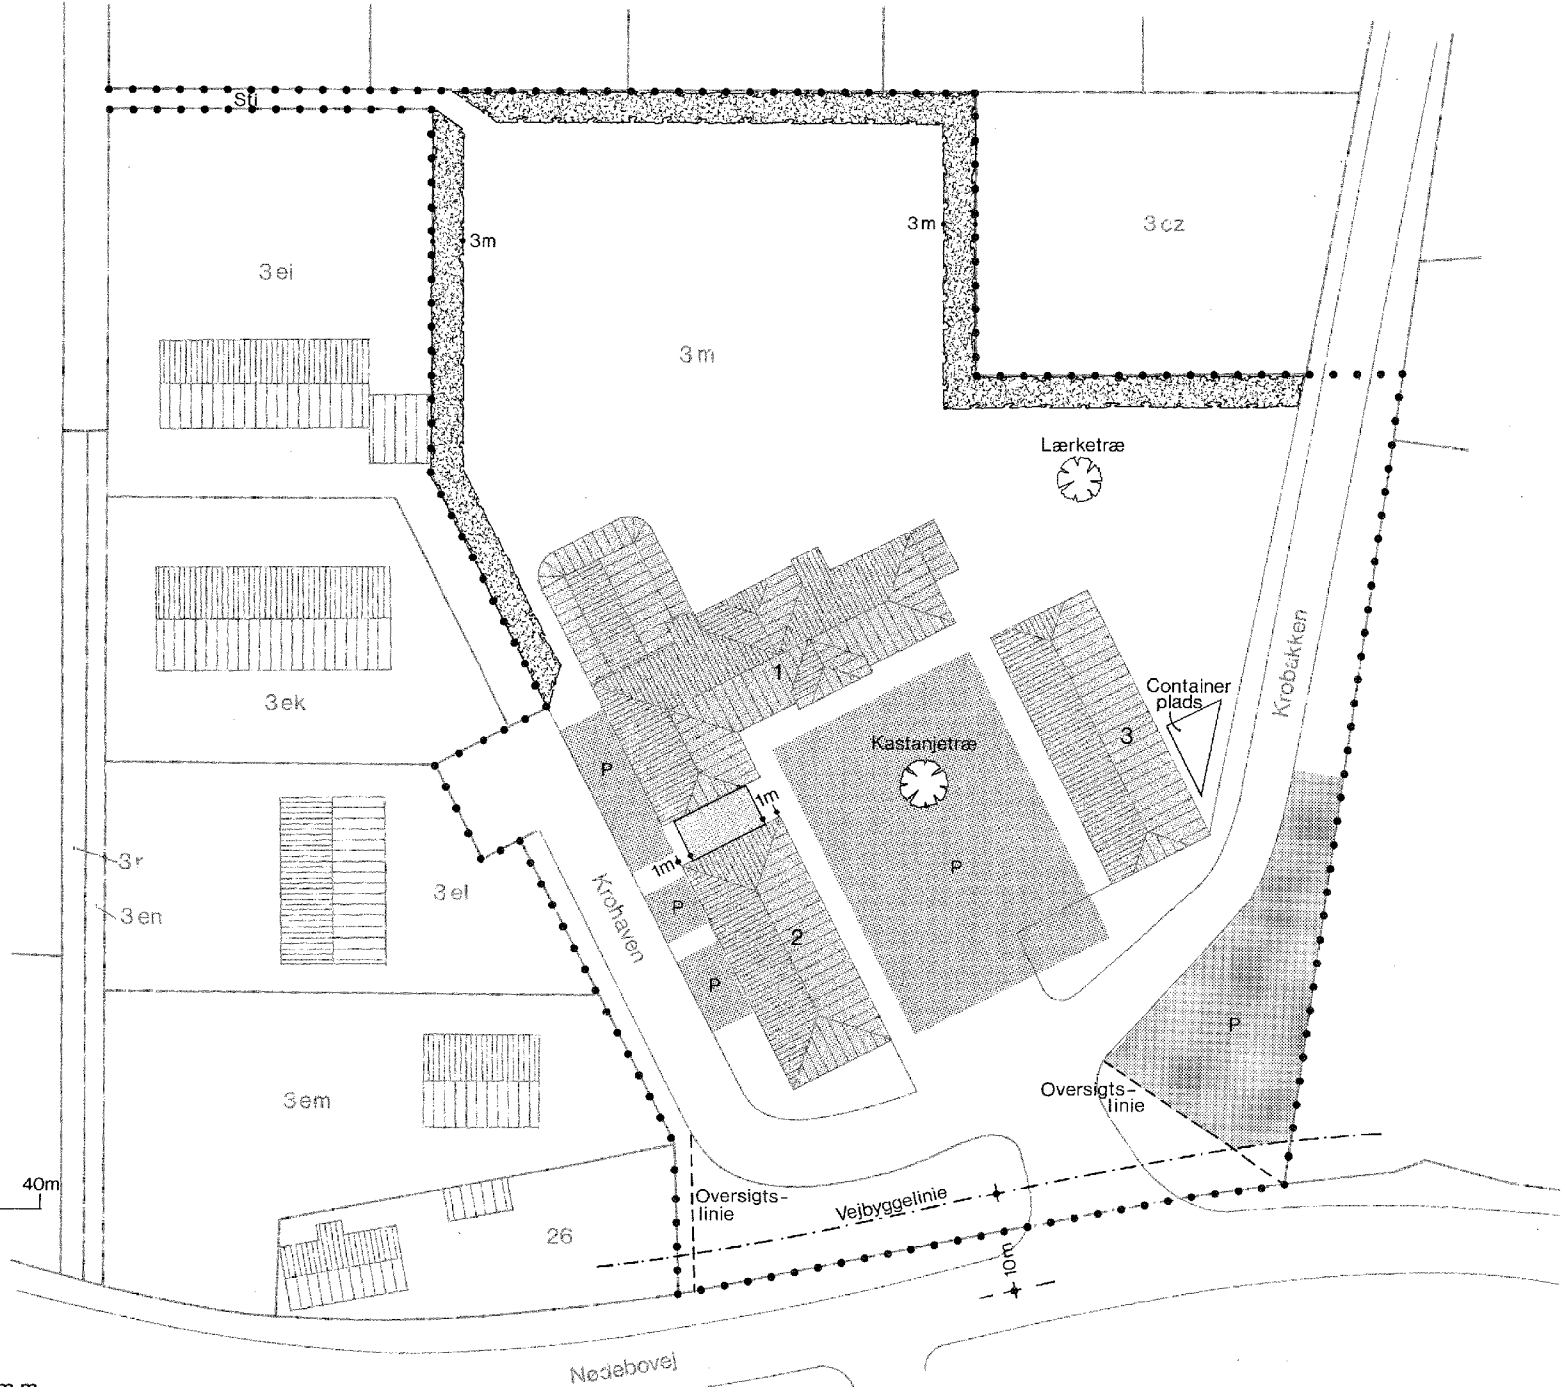 Sti
3m
3m
3cz
3ei
3m
Lærketræ
Krobakken
1
3ek
Container
plads
3
Kastanjetræ
P
1m
3r
1m
P
3el
3en
Krohaven
P
2
P
P
3em
Oversigts-
linie
40m
Oversigts-
linie
Vejbyggelinie
26
10m
Nødebovej